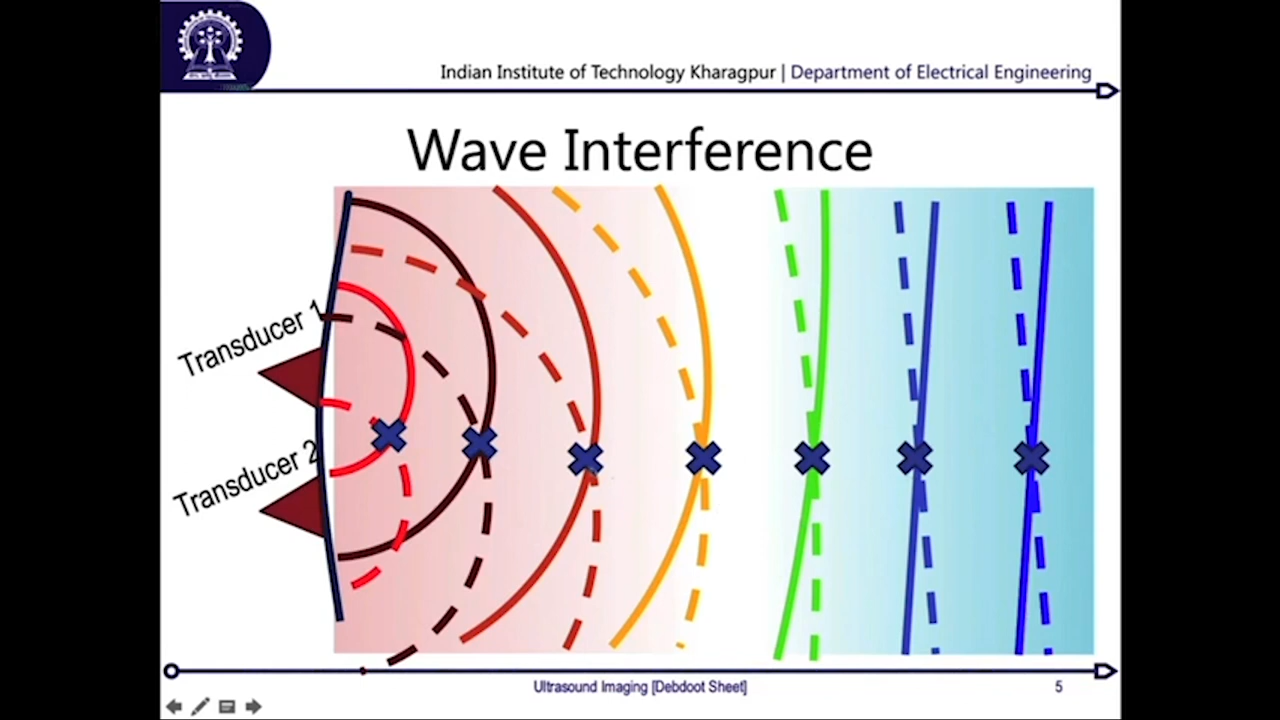 Indian Institute of Technology Kharagpur | Department of Electrical Engineering
Wave Interference
Transducer 1
Transducer 2
Ultrasound Imaging [Debdoot Sheet]
5